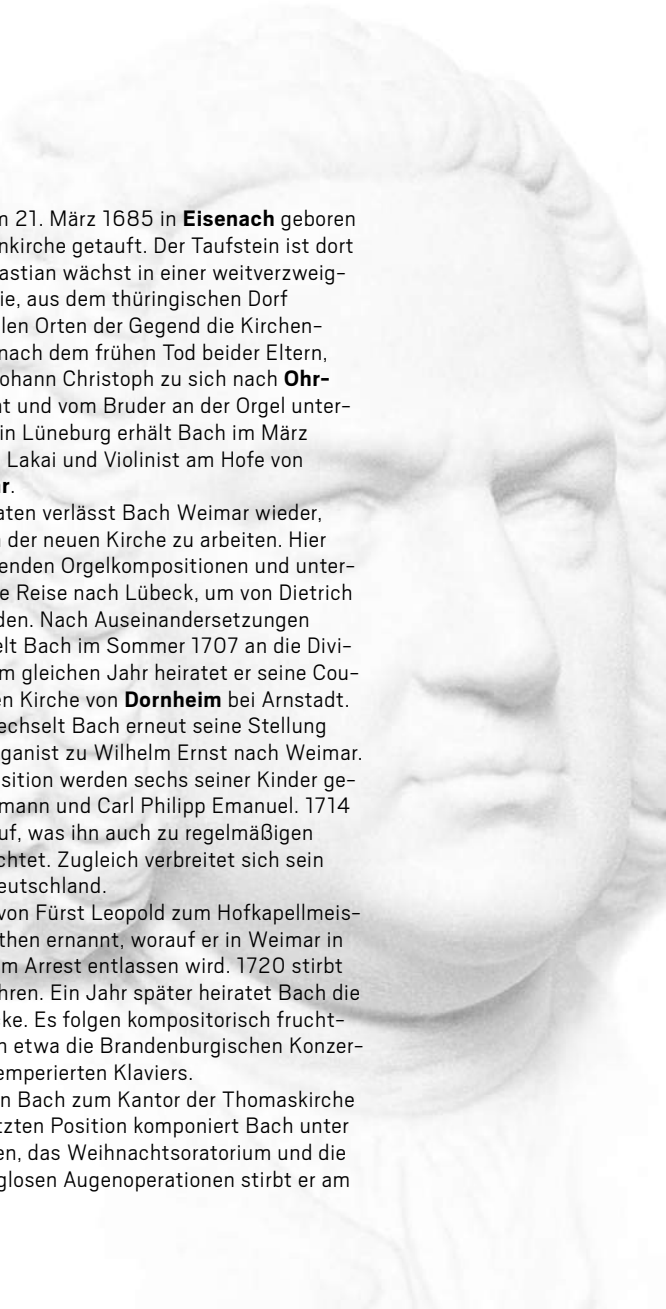 m 21. März 1685 in Eisenach geboren
nkirche getauft. Der Taufstein ist dort
astian wächst in einer weitverzweig-
ie, aus dem thüringischen Dorf
len Orten der Gegend die Kirchen-
nach dem frühen Tod beider Eltern,
ohann Christoph zu sich nach Ohr-
ht und vom Bruder an der Orgel unter-
in Lüneburg erhält Bach im März
Lakai und Violinist am Hofe von
r.
aten verlässt Bach Weimar wieder,
der neuen Kirche zu arbeiten. Hier
enden Orgelkompositionen und unter-
e Reise nach Lübeck, um von Dietrich
den. Nach Auseinandersetzungen
elt Bach im Sommer 1707 an die Divi-
m gleichen Jahr heiratet er seine Cou-
en Kirche von Dornheim bei Arnstadt.
echselt Bach erneut seine Stellung
ganist zu Wilhelm Ernst nach Weimar.
sition werden sechs seiner Kinder ge-
mann und Carl Philipp Emanuel. 1714
uf, was ihn auch zu regelmäßigen
chtet. Zugleich verbreitet sich sein
eutschland.
von Fürst Leopold zum Hofkapellmeis-
then ernannt, worauf er in Weimar in
m Arrest entlassen wird. 1720 stirbt
hren. Ein Jahr später heiratet Bach die
ke. Es folgen kompositorisch frucht-
n etwa die Brandenburgischen Konzer-
emperierten Klaviers.
n Bach zum Kantor der Thomaskirche
tzten Position komponiert Bach unter
en, das Weihnachtsoratorium und die
glosen Augenoperationen stirbt er am